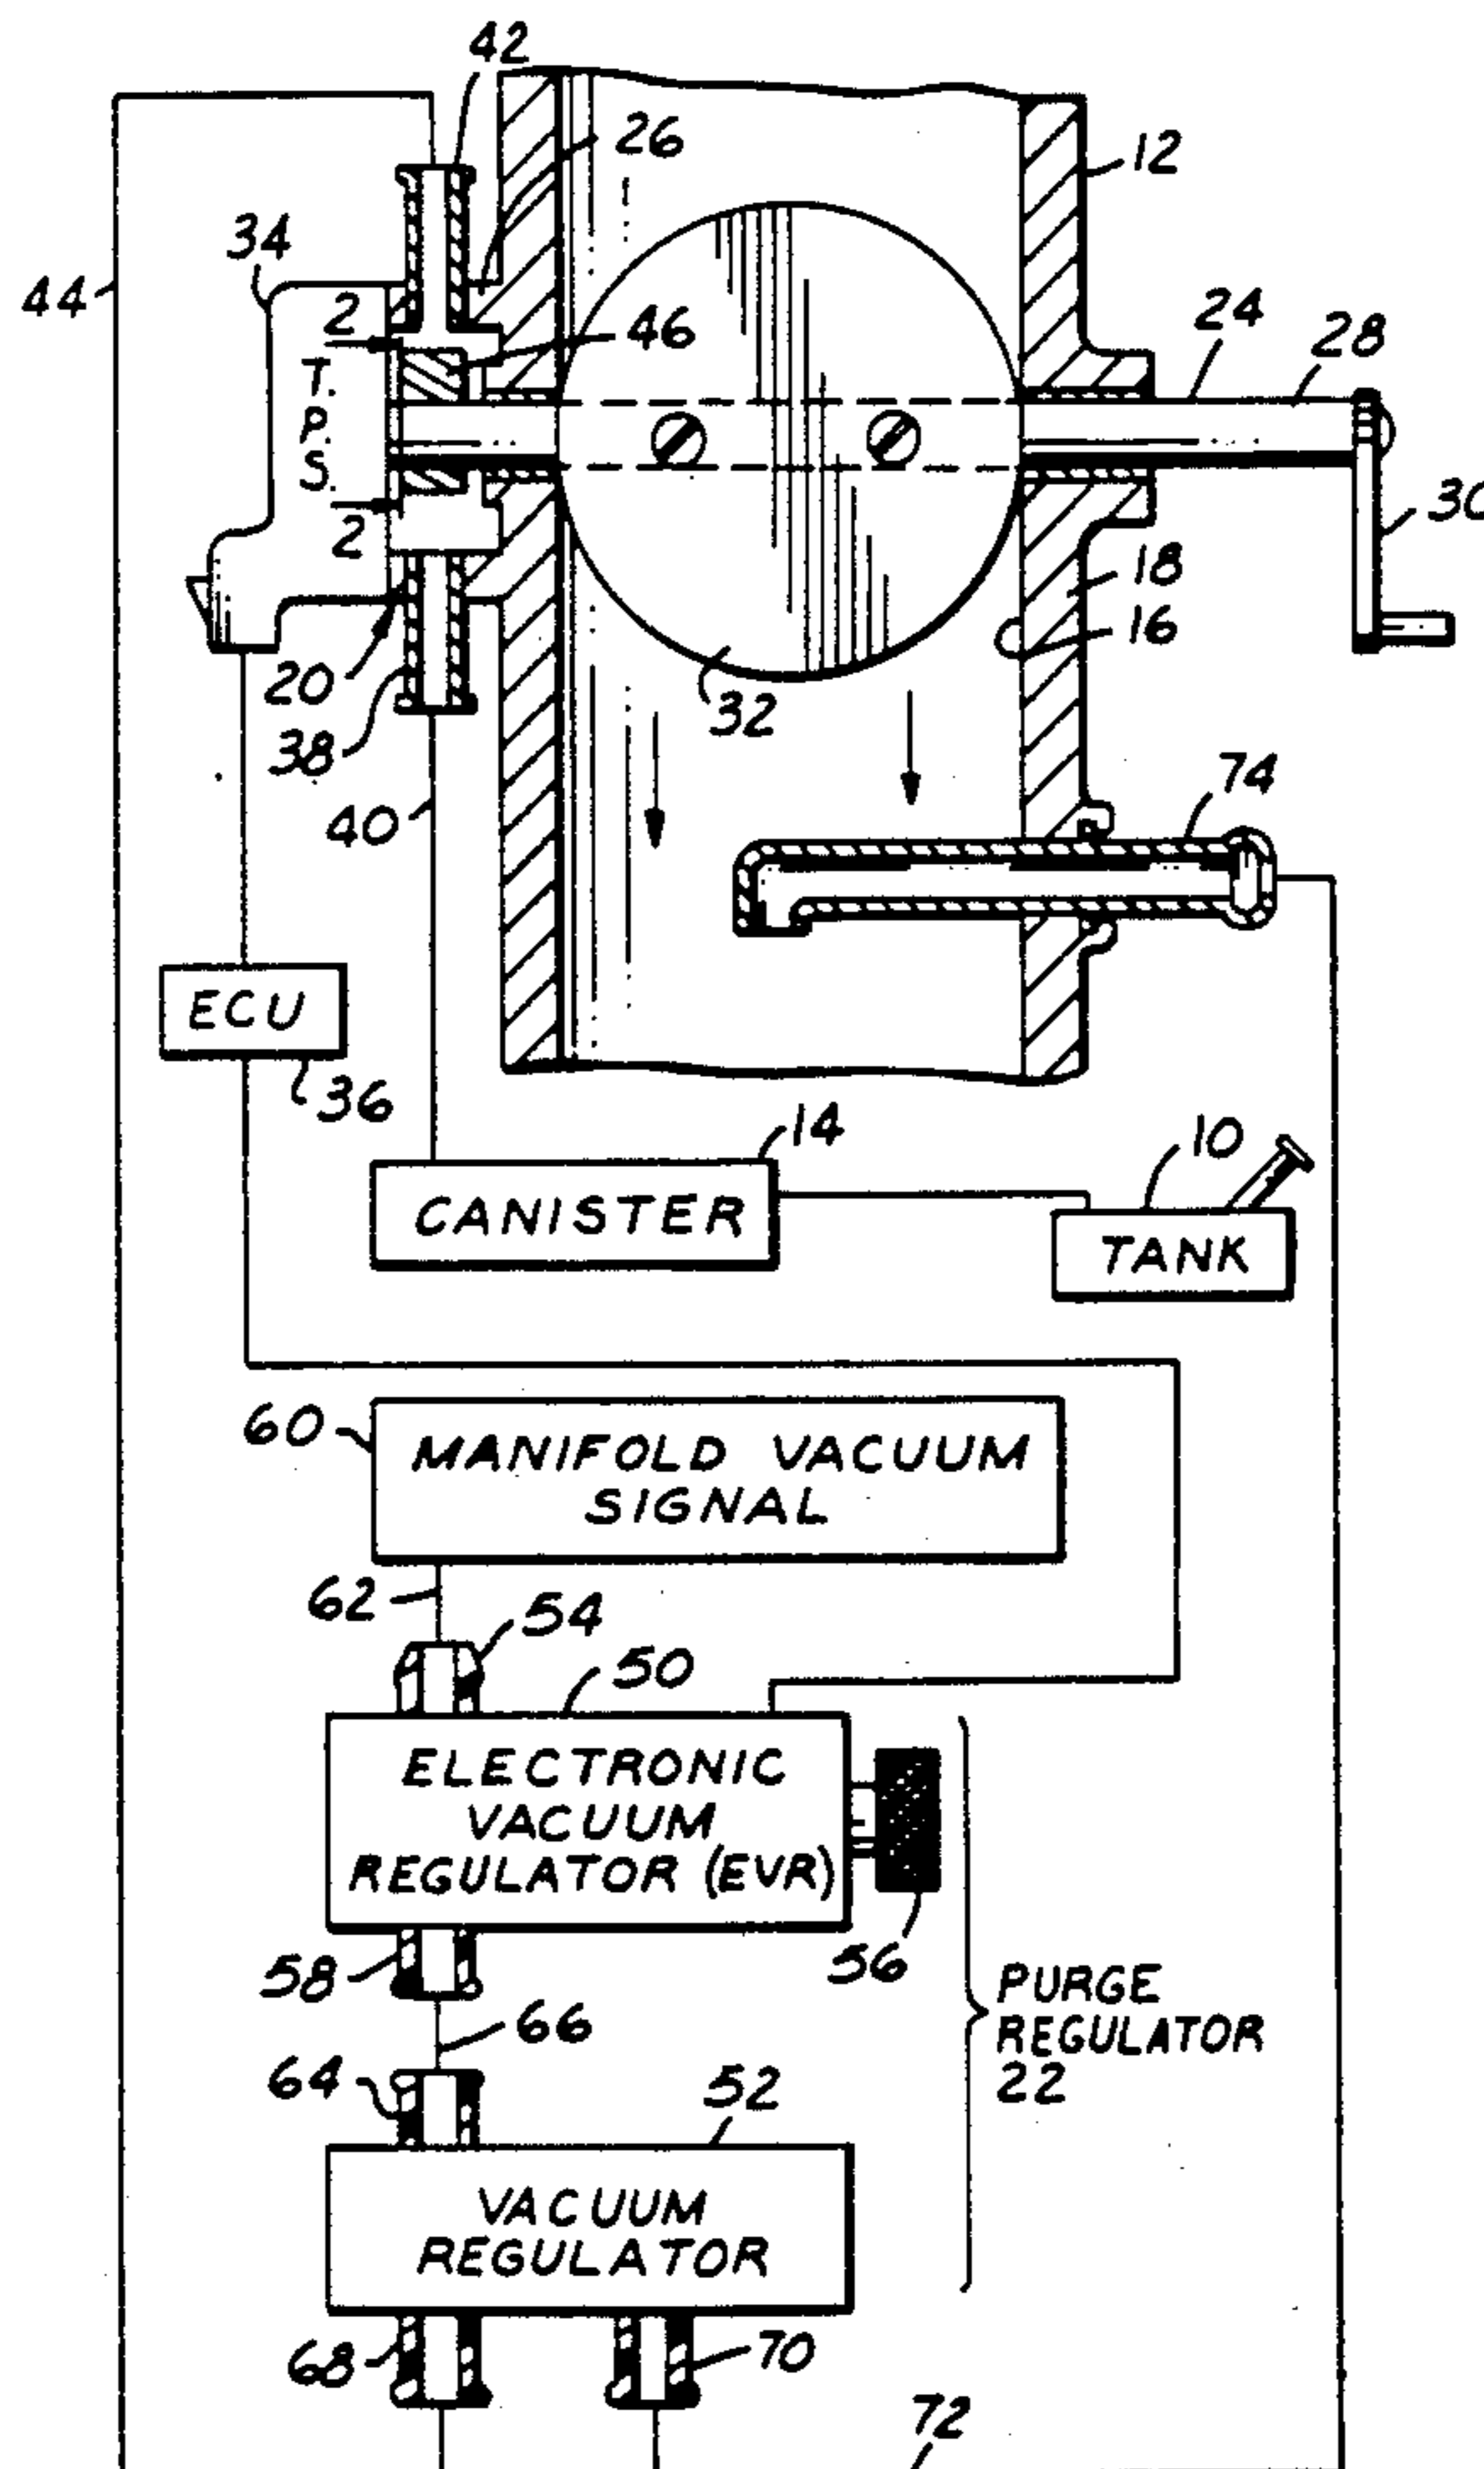 42
26
12
34
44
2
46
24
28
T.
P.
S.
30
2
18
16
20
32
38
74
40
ECU
36
14
10
CANISTER
TANK
60
MANIFOLD VACUUM
SIGNAL
62
54
50
ELECTRONIC
VACUUM
REGULATOR (EVR)
56
58
PURGE
REGULATOR
22
66
64
52
VACUUM
REGULATOR
68
70
72